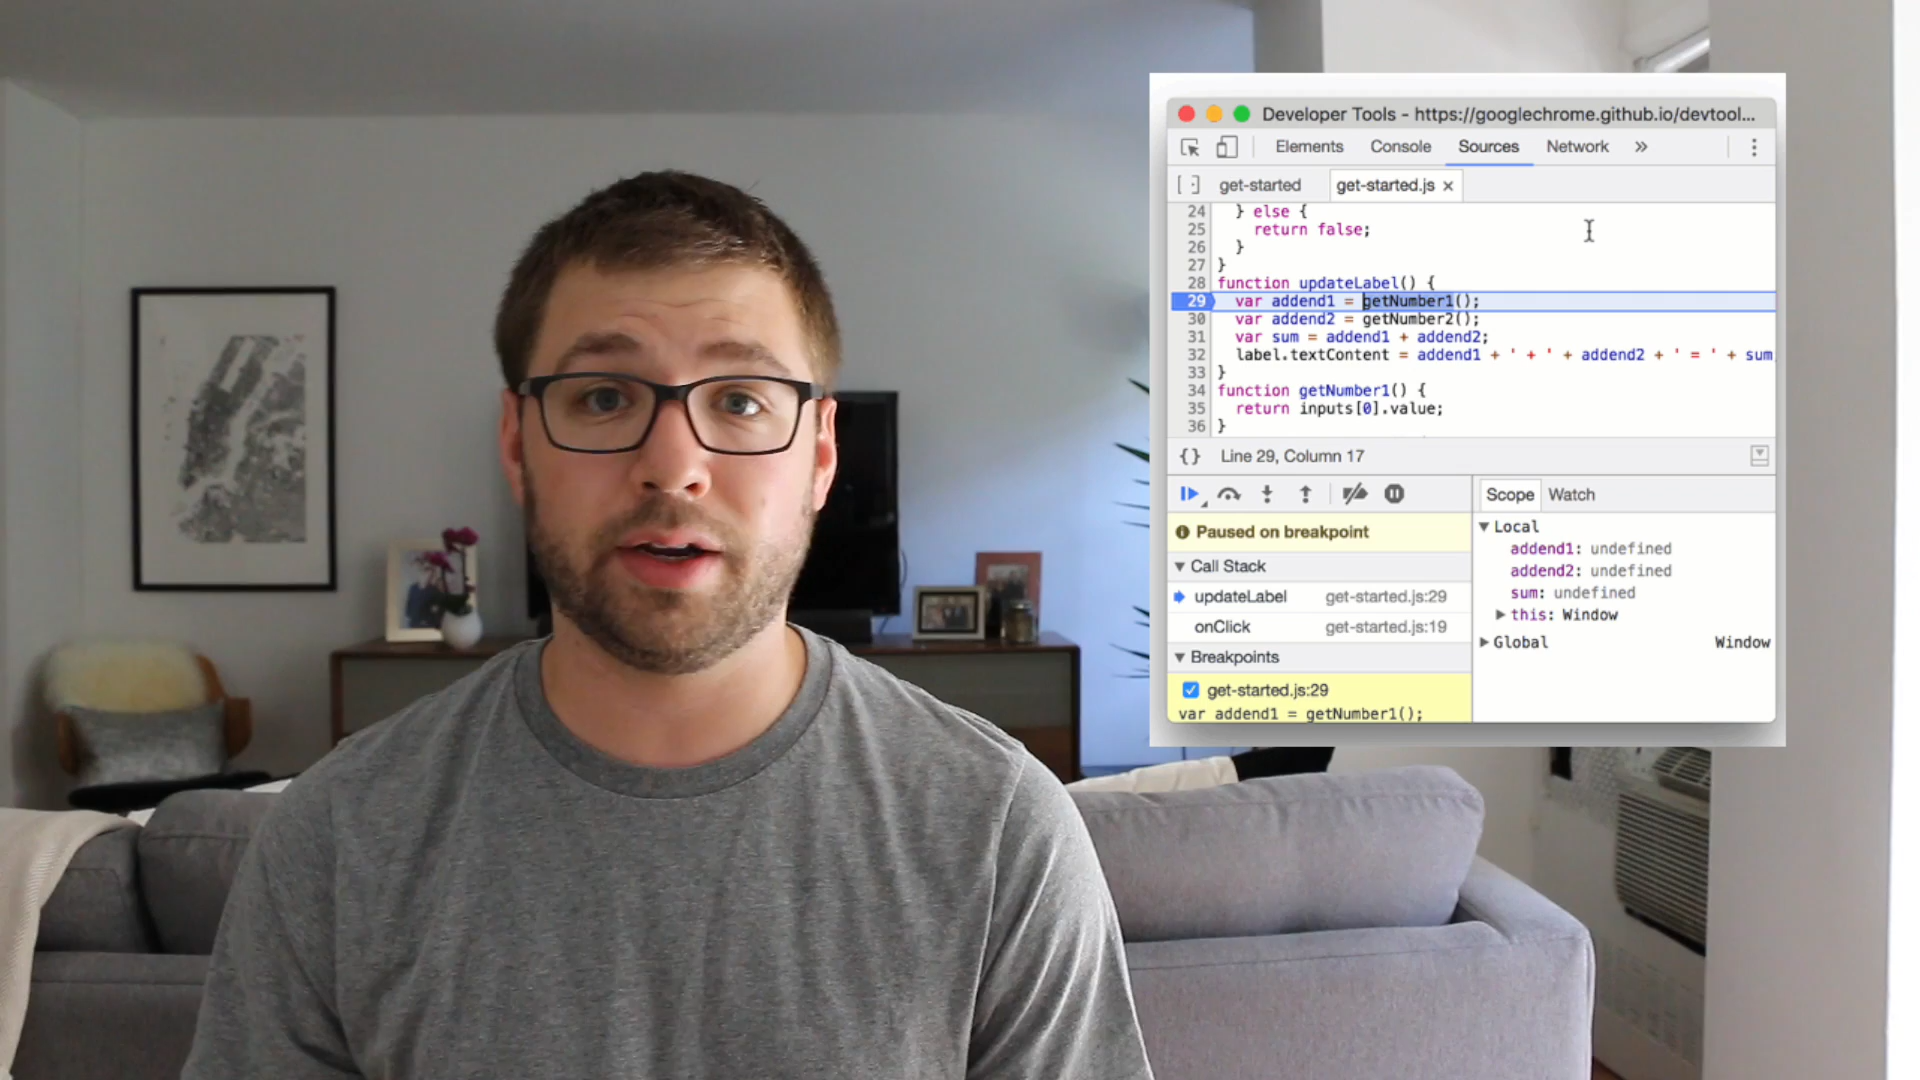 Developer Tools - https://googlechrome.github.io/devtool...
Elements Console Sources Network »
get-started get-started.js ×
24 } else {
25 return false;
26 }
27 }
28 function updateLabel() {
29 var addend1 = getNumber1();
30 var addend2 = getNumber2();
31 var sum = addend1 + addend2;
32 label.textContent = addend1 + ' + ' + addend2 + ' = ' + sum
33 }
34 function getNumber1() {
35 return inputs[0].value;
36 }
{} Line 29, Column 17
Scope Watch
Paused on breakpoint
Call Stack
updateLabel get-started.js:29
onClick get-started.js:19
Breakpoints
get-started.js:29
var addend1 = getNumber1();
Local
addend1: undefined
addend2: undefined
sum: undefined
this: Window
Global Window